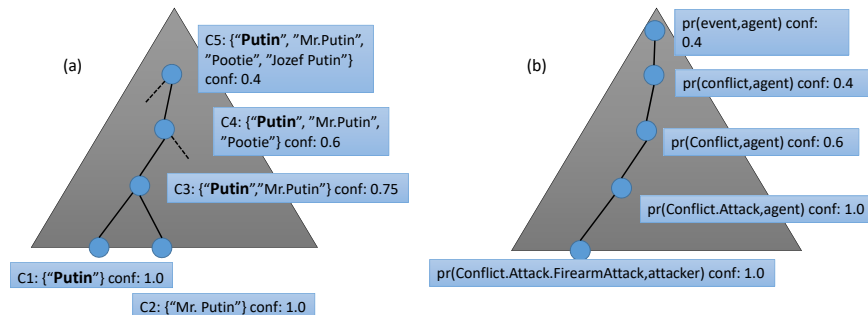 (a)
C5: {“Putin”, ”Mr.Putin”,
”Pootie”, ”Jozef Putin”}
conf: 0.4
C4: {“Putin”, ”Mr.Putin”,
”Pootie”} conf: 0.6
C3: {“Putin”,”Mr.Putin”} conf: 0.75
C1: {“Putin”} conf: 1.0
C2: {“Mr. Putin”} conf: 1.0
(b)
pr(event,agent) conf:
0.4
pr(conflict,agent) conf: 0.4
pr(Conflict,agent) conf: 0.6
pr(Conflict.Attack,agent) conf: 1.0
pr(Conflict.Attack.FirearmAttack,attacker) conf: 1.0